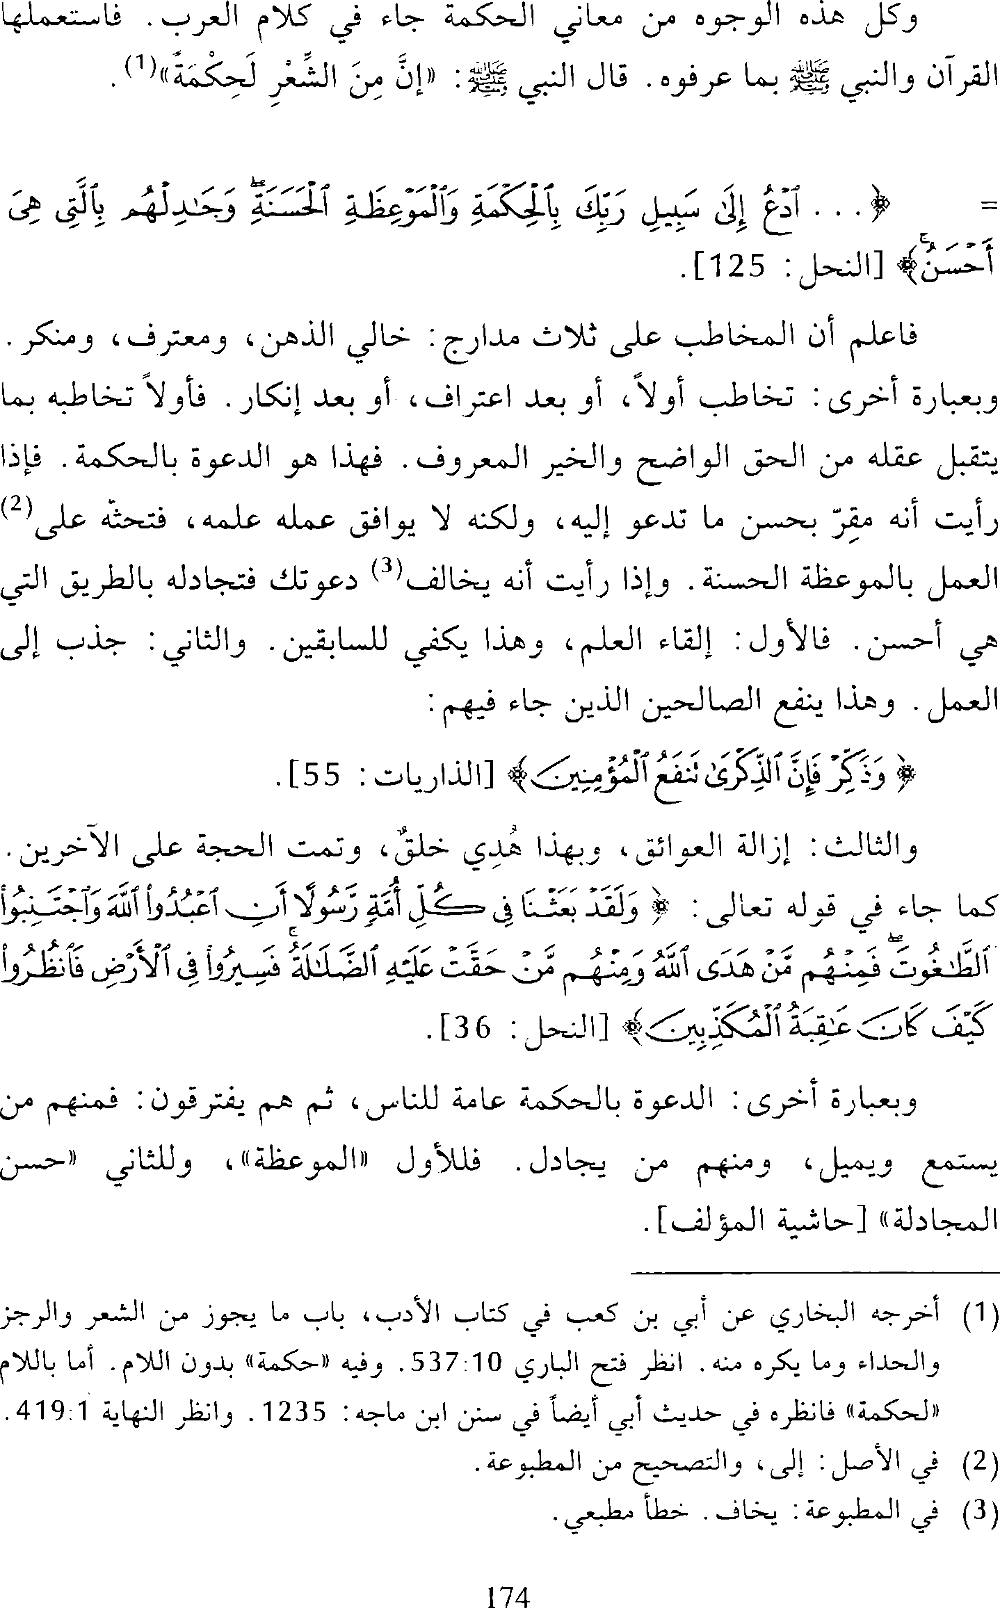 وكل هذه الوجوه من معاني الحكمة جاء في كلام العرب. فاستعملها
القرآن والنبي ﷺ بما عرفوه. قال النبي ﷺ: «إنَّ مِنَ الشِّعْرِ لَحِكْمَةً»(1).
= ﴿... ٱدْعُ إِلَىٰ سَبِيلِ رَبِّكَ بِٱلْحِكْمَةِ وَٱلْمَوْعِظَةِ ٱلْحَسَنَةِۖ وَجَٰدِلْهُم بِٱلَّتِى هِىَ
أَحْسَنُۚ﴾ [النحل: 125].
فاعلم أن المخاطب على ثلاث مدارج: خالي الذهن، ومعترف، ومنكر.
وبعبارة أخرى: تخاطب أولاً، أو بعد اعتراف، أو بعد إنكار. فأولاً تخاطبه بما
يتقبل عقله من الحق الواضح والخير المعروف. فهذا هو الدعوة بالحكمة. فإذا
رأيت أنه مقِرّ بحسن ما تدعو إليه، ولكنه لا يوافق عمله علمه، فتحثّه على(2)
العمل بالموعظة الحسنة. وإذا رأيت أنه يخالف(3) دعوتك فتجادله بالطريق التي
هي أحسن. فالأول: إلقاء العلم، وهذا يكفي للسابقين. والثاني: جذب إلى
العمل. وهذا ينفع الصالحين الذين جاء فيهم:
﴿وَذَكِّرْ فَإِنَّ ٱلذِّكْرَىٰ تَنفَعُ ٱلْمُؤْمِنِينَ﴾ [الذاريات: 55].
والثالث: إزالة العوائق، وبهذا هُدِي خلقٌ، وتمت الحجة على الآخرين.
كما جاء في قوله تعالى: ﴿وَلَقَدْ بَعَثْنَا فِى كُلِّ أُمَّةٍ رَّسُولًا أَنِ ٱعْبُدُوا۟ ٱللَّهَ وَٱجْتَنِبُوا۟
ٱلطَّٰغُوتَۖ فَمِنْهُم مَّنْ هَدَى ٱللَّهُ وَمِنْهُم مَّنْ حَقَّتْ عَلَيْهِ ٱلضَّلَٰلَةُۚ فَسِيرُوا۟ فِى ٱلْأَرْضِ فَٱنظُرُوا۟
كَيْفَ كَانَ عَٰقِبَةُ ٱلْمُكَذِّبِينَ﴾ [النحل: 36].
وبعبارة أخرى: الدعوة بالحكمة عامة للناس، ثم هم يفترقون: فمنهم من
يستمع ويميل، ومنهم من يجادل. فللأول «الموعظة»، وللثاني «حسن
المجادلة» [حاشية المؤلف].
(1) أخرجه البخاري عن أبي بن كعب في كتاب الأدب، باب ما يجوز من الشعر والرجز
والحداء وما يكره منه. انظر فتح الباري 537:10. وفيه «حكمة» بدون اللام. أما باللام
«لحكمة» فانظره في حديث أبي أيضاً في سنن ابن ماجه: 1235. وانظر النهاية 419:1.
(2) في الأصل: إلى، والتصحيح من المطبوعة.
(3) في المطبوعة: يخاف. خطأ مطبعي.
174